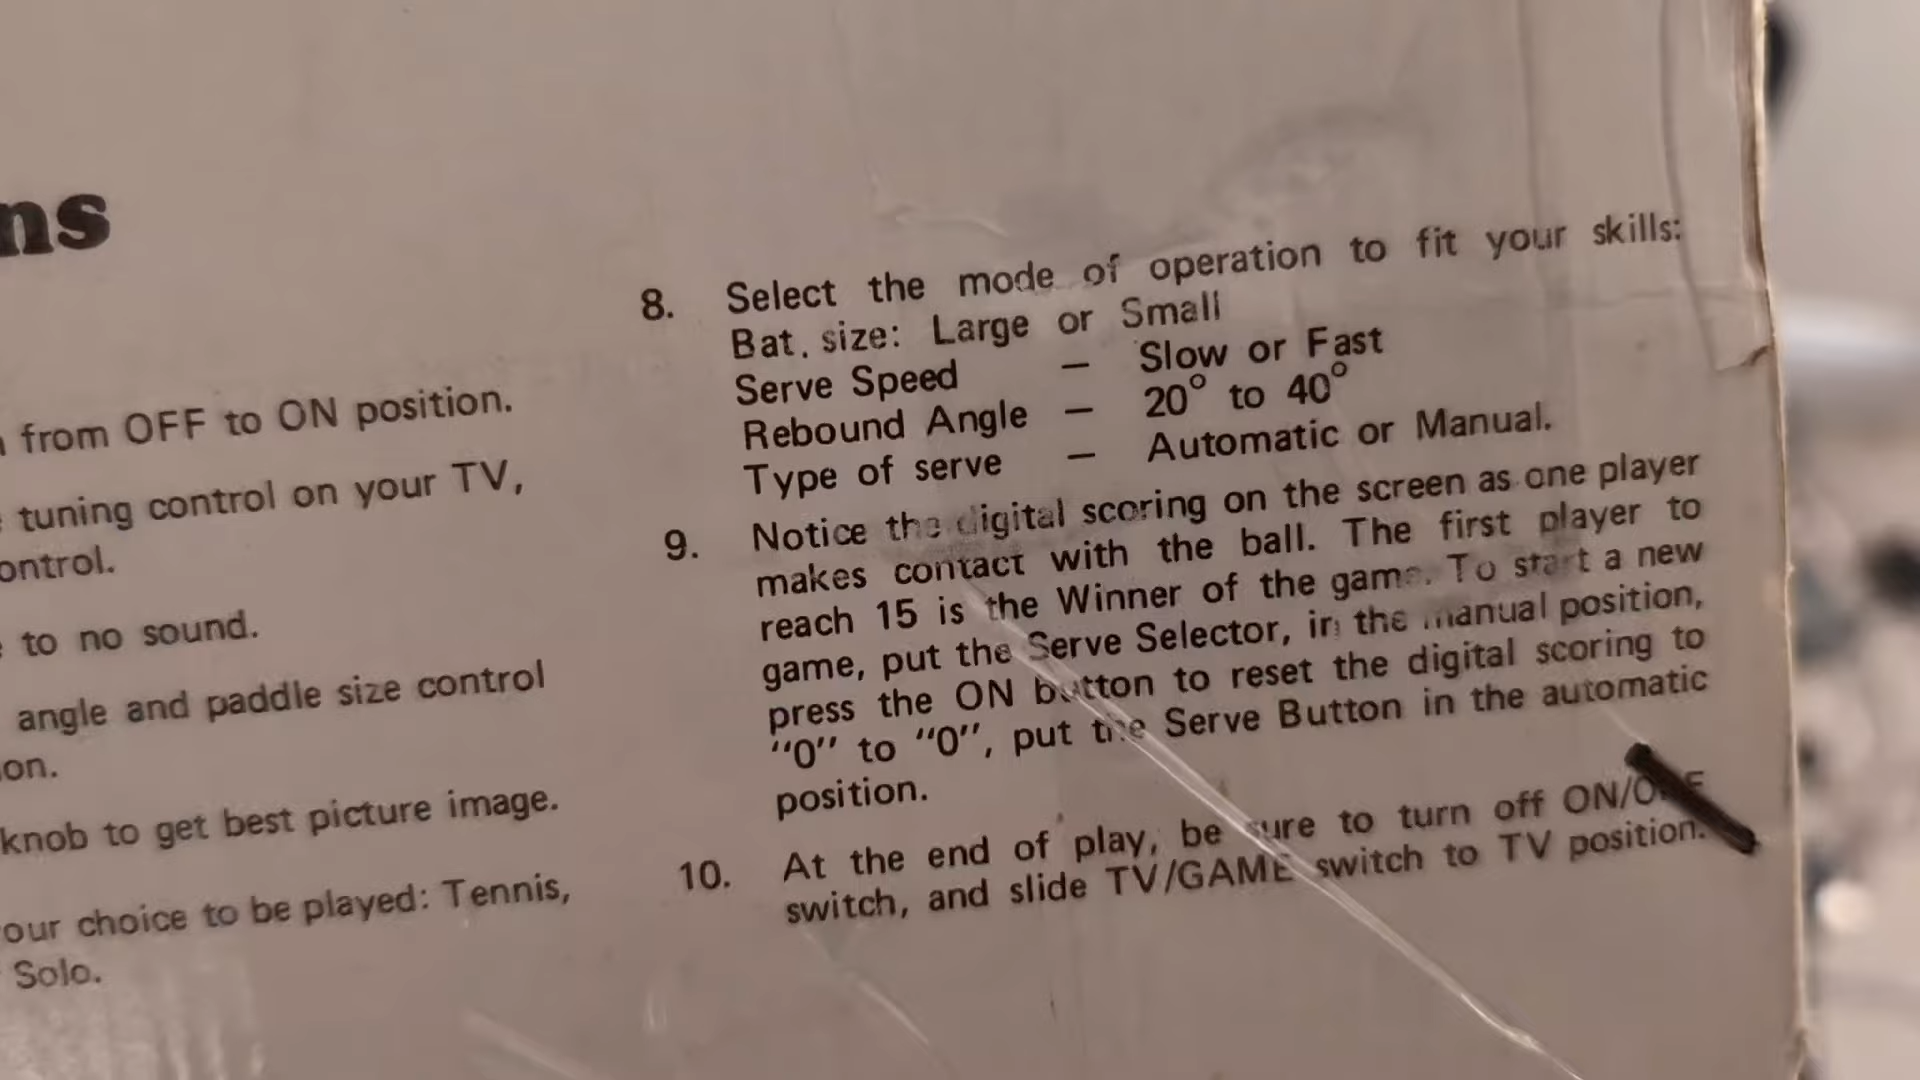 ns
from OFF to ON position.
tuning control on your TV,
ontrol.
to no sound.
angle and paddle size control
on.
knob to get best picture image.
our choice to be played: Tennis,
Solo.
8. Select the mode of operation to fit your skills:
Bat. size: Large or Small
Serve Speed — Slow or Fast
Rebound Angle — 20° to 40°
Type of serve — Automatic or Manual.
9. Notice the digital scoring on the screen as one player
makes contact with the ball. The first player to
reach 15 is the Winner of the game. To start a new
game, put the Serve Selector, in the manual position,
press the ON button to reset the digital scoring to
"0" to "0", put the Serve Button in the automatic
position.
10. At the end of play, be sure to turn off ON/OFF
switch, and slide TV/GAME switch to TV position.